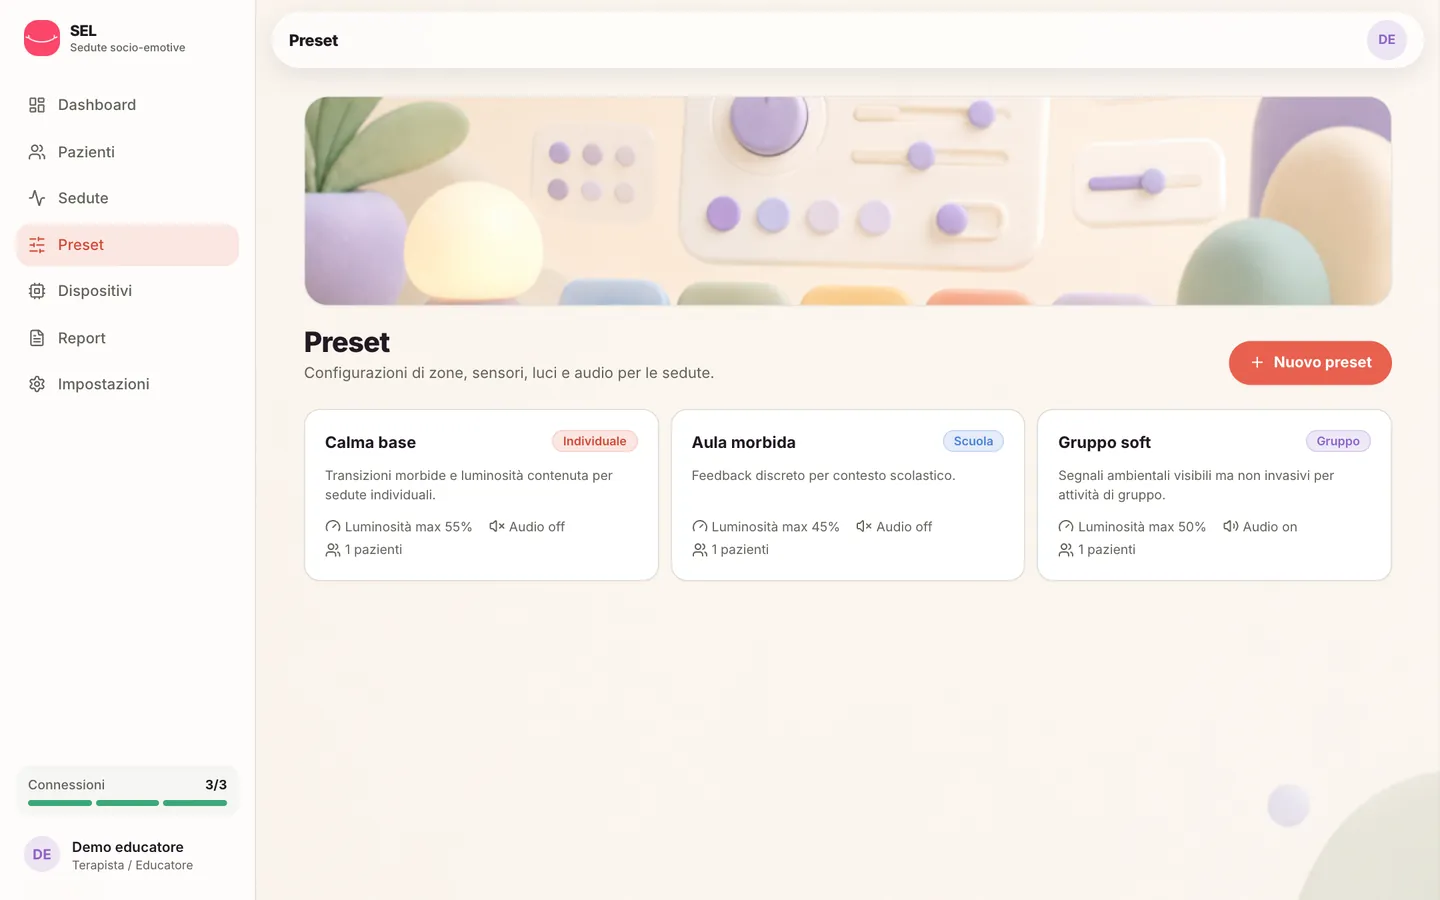 SEL
Sedute socio-emotive
Dashboard
Pazienti
Sedute
Preset
Dispositivi
Report
Impostazioni
Connessioni 3/3
DE
Demo educatore
Terapista / Educatore
Preset
DE
Preset
Configurazioni di zone, sensori, luci e audio per le sedute.
+ Nuovo preset
Calma base
Individuale
Transizioni morbide e luminosità contenuta per
sedute individuali.
Luminosità max 55% Audio off
1 pazienti
Aula morbida
Scuola
Feedback discreto per contesto scolastico.
Luminosità max 45% Audio off
1 pazienti
Gruppo soft
Gruppo
Segnali ambientali visibili ma non invasivi per
attività di gruppo.
Luminosità max 50% Audio on
1 pazienti